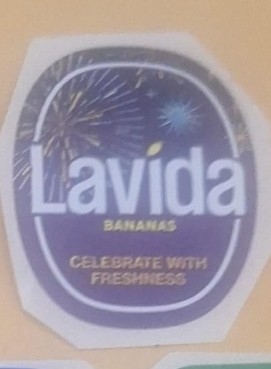 Lavida
BANANAS
CELEBRATE WITH
FRESHNESS